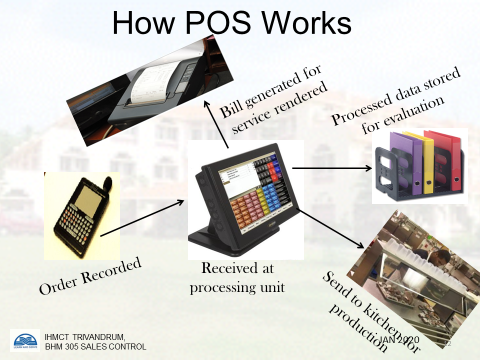 How POS Works
Bill generated for
service rendered
Processed data stored
for evaluation
Order Recorded
Received at
processing unit
Send to kitchen for
production
IHMCT TRIVANDRUM,
BHM 305 SALES CONTROL
JAN 2020